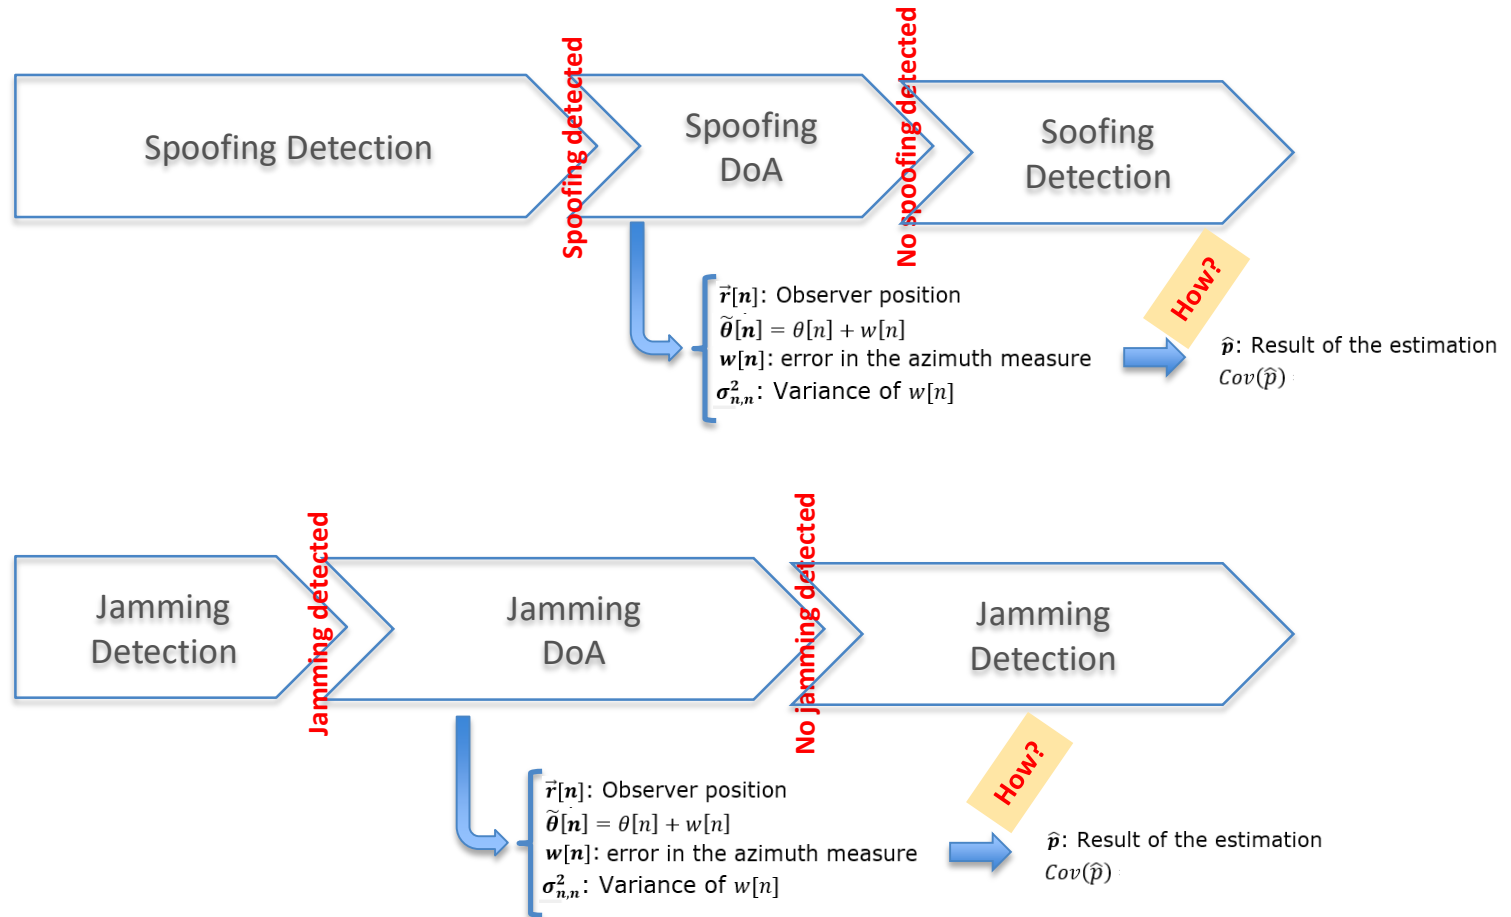 Spoofing Detection
Spoofing detected
Spoofing
DoA
No spoofing detected
Soofing
Detection
r⃗[n]: Observer position
θ̃[n] = θ[n] + w[n]
w[n]: error in the azimuth measure
σ²ₙ,ₙ: Variance of w[n]
How?
p̂: Result of the estimation
Cov(p̂)
Jamming
Detection
Jamming detected
Jamming
DoA
No jamming detected
Jamming
Detection
r⃗[n]: Observer position
θ̃[n] = θ[n] + w[n]
w[n]: error in the azimuth measure
σ²ₙ,ₙ: Variance of w[n]
How?
p̂: Result of the estimation
Cov(p̂)